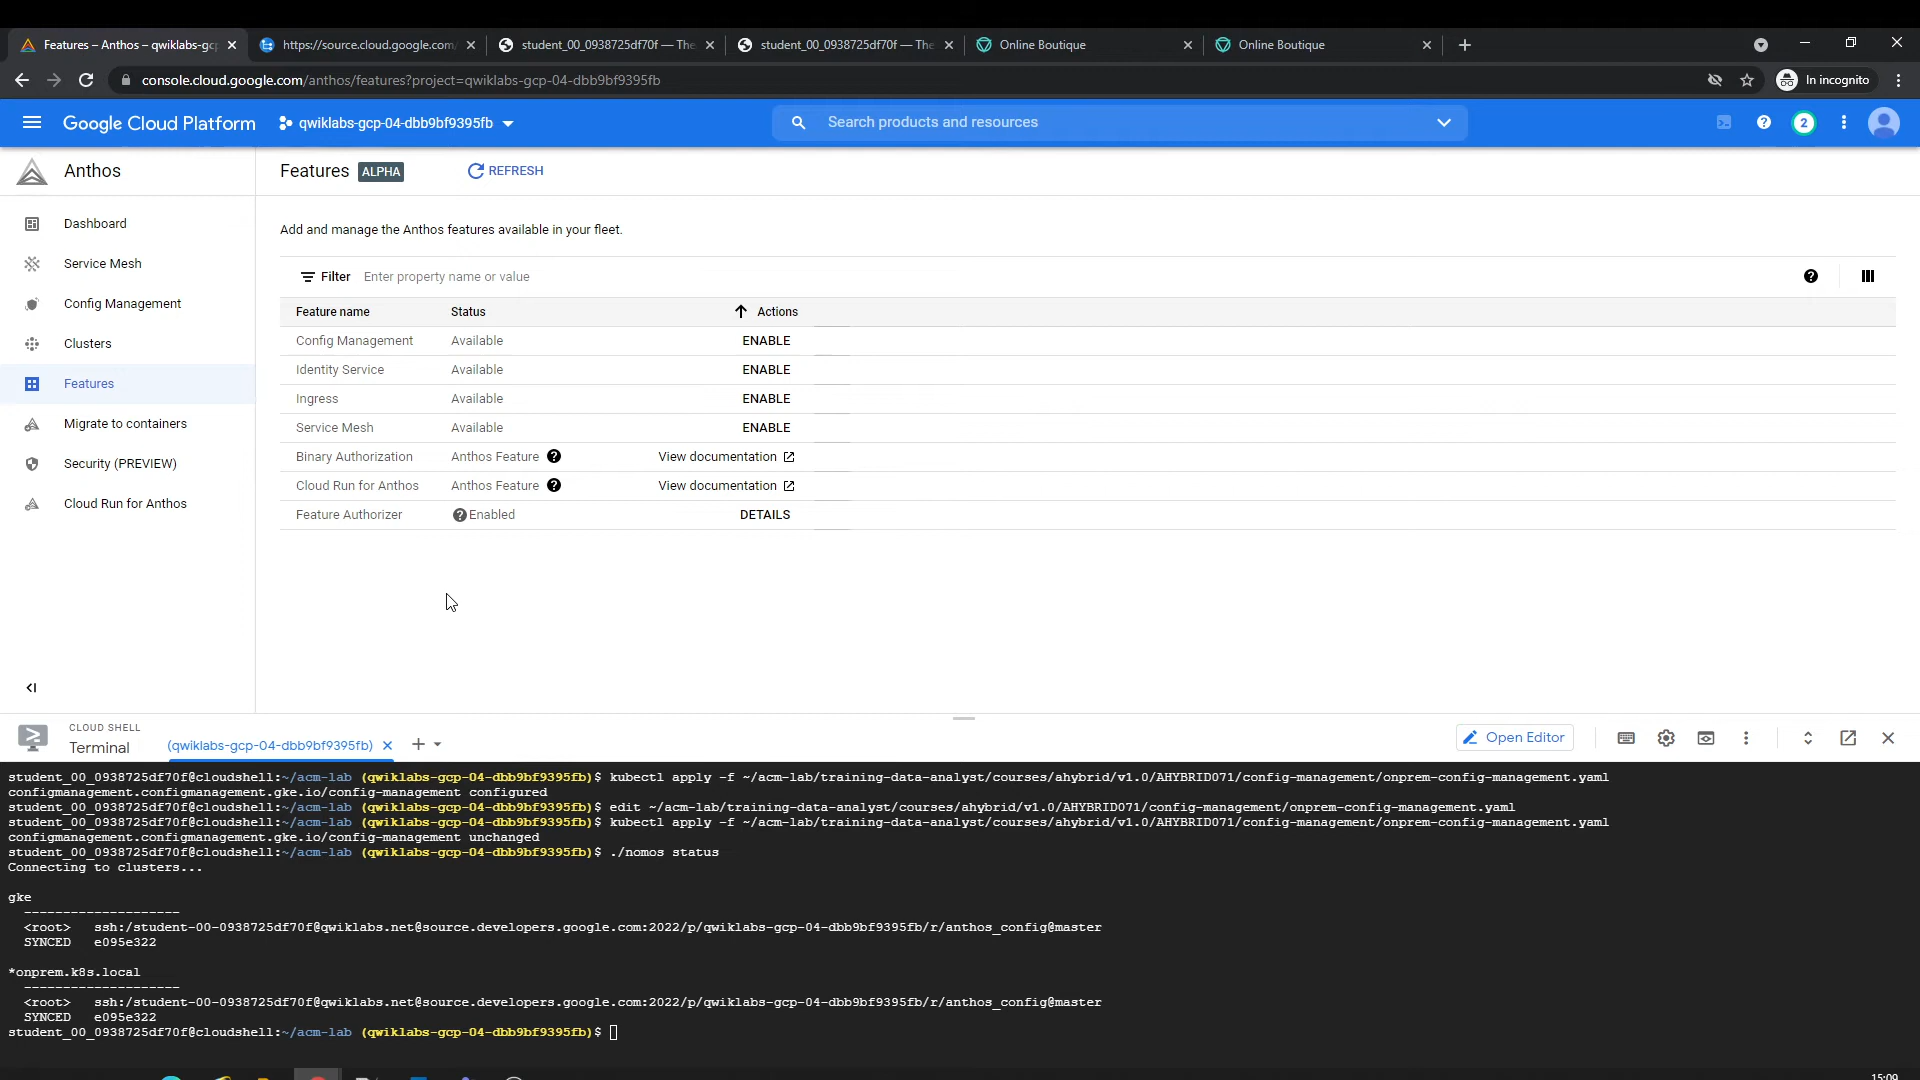 Features – Anthos – qwiklabs-gcp
https://source.cloud.google.com/
student_00_0938725df70f — The
student_00_0938725df70f — The
Online Boutique
Online Boutique
console.cloud.google.com/anthos/features?project=qwiklabs-gcp-04-dbb9bf9395fb
In incognito
Google Cloud Platform
qwiklabs-gcp-04-dbb9bf9395fb
Search products and resources
2
Anthos
Features ALPHA
REFRESH
Dashboard
Service Mesh
Config Management
Clusters
Features
Migrate to containers
Security (PREVIEW)
Cloud Run for Anthos
Add and manage the Anthos features available in your fleet.
Filter Enter property name or value
Feature name Status Actions
Config Management Available ENABLE
Identity Service Available ENABLE
Ingress Available ENABLE
Service Mesh Available ENABLE
Binary Authorization Anthos Feature View documentation
Cloud Run for Anthos Anthos Feature View documentation
Feature Authorizer Enabled DETAILS
CLOUD SHELL
Terminal
(qwiklabs-gcp-04-dbb9bf9395fb)
Open Editor
student_00_0938725df70f@cloudshell:~/acm-lab (qwiklabs-gcp-04-dbb9bf9395fb)$ kubectl apply -f ~/acm-lab/training-data-analyst/courses/ahybrid/v1.0/AHYBRID071/config-management/onprem-config-management.yaml
configmanagement.configmanagement.gke.io/config-management configured
student_00_0938725df70f@cloudshell:~/acm-lab (qwiklabs-gcp-04-dbb9bf9395fb)$ edit ~/acm-lab/training-data-analyst/courses/ahybrid/v1.0/AHYBRID071/config-management/onprem-config-management.yaml
student_00_0938725df70f@cloudshell:~/acm-lab (qwiklabs-gcp-04-dbb9bf9395fb)$ kubectl apply -f ~/acm-lab/training-data-analyst/courses/ahybrid/v1.0/AHYBRID071/config-management/onprem-config-management.yaml
configmanagement.configmanagement.gke.io/config-management unchanged
student_00_0938725df70f@cloudshell:~/acm-lab (qwiklabs-gcp-04-dbb9bf9395fb)$ ./nomos status
Connecting to clusters...
gke
--------------------
<root> ssh:/student-00-0938725df70f@qwiklabs.net@source.developers.google.com:2022/p/qwiklabs-gcp-04-dbb9bf9395fb/r/anthos_config@master
SYNCED e095e322
*onprem.k8s.local
--------------------
<root> ssh:/student-00-0938725df70f@qwiklabs.net@source.developers.google.com:2022/p/qwiklabs-gcp-04-dbb9bf9395fb/r/anthos_config@master
SYNCED e095e322
student_00_0938725df70f@cloudshell:~/acm-lab (qwiklabs-gcp-04-dbb9bf9395fb)$
15:09